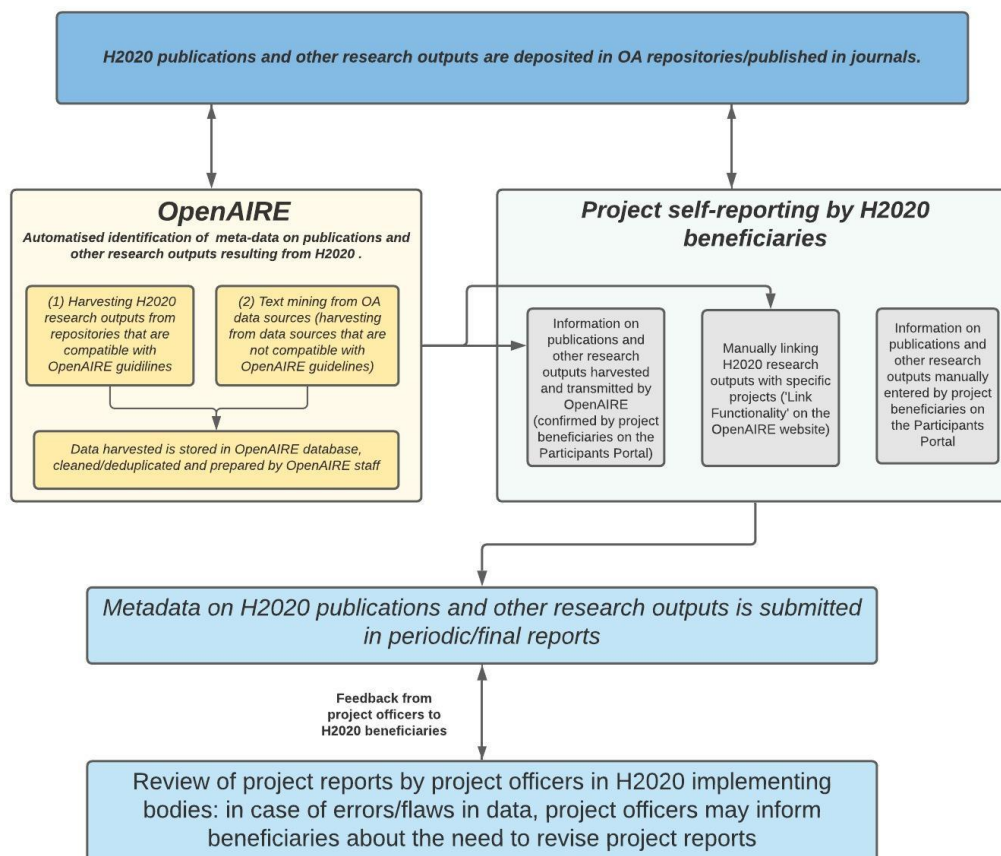 H2020 publications and other research outputs are deposited in OA repositories/published in journals.
OpenAIRE
Automatised identification of meta-data on publications and
other research outputs resulting from H2020 .
(1) Harvesting H2020
research outputs from
repositories that are
compatible with
OpenAIRE guidilines
(2) Text mining from OA
data sources (harvesting
from data sources that are
not compatible with
OpenAIRE guidelines)
Data harvested is stored in OpenAIRE database,
cleaned/deduplicated and prepared by OpenAIRE staff
Project self-reporting by H2020
beneficiaries
Information on
publications and
other research
outputs harvested
and transmitted by
OpenAIRE
(confirmed by project
beneficiaries on the
Participants Portal)
Manually linking
H2020 research
outputs with specific
projects ('Link
Functionality' on the
OpenAIRE website)
Information on
publications and
other research
outputs manually
entered by project
beneficiaries on
the Participants
Portal
Metadata on H2020 publications and other research outputs is submitted
in periodic/final reports
Feedback from
project officers to
H2020 beneficiaries
Review of project reports by project officers in H2020 implementing
bodies: in case of errors/flaws in data, project officers may inform
beneficiaries about the need to revise project reports